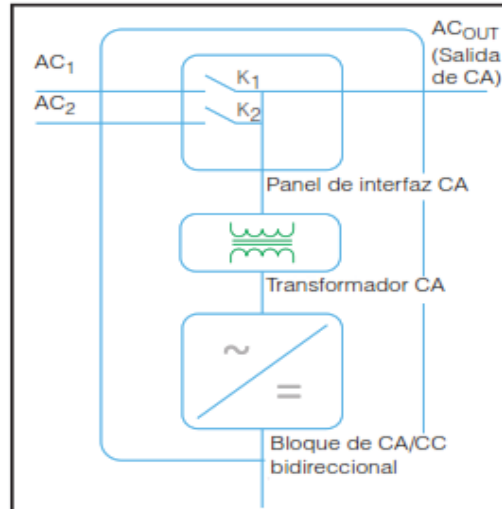 ACOUT
(Salida
de CA)
AC1
K1
AC2
K2
Panel de interfaz CA
Transformador CA
~
=
Bloque de CA/CC
bidireccional